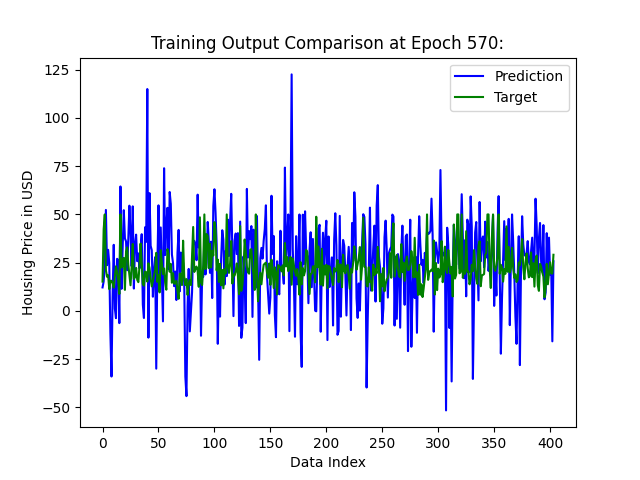 Training Output Comparison at Epoch 570:
Prediction
Target
Housing Price in USD
125
100
75
50
25
0
−25
−50
0 50 100 150 200 250 300 350 400
Data Index